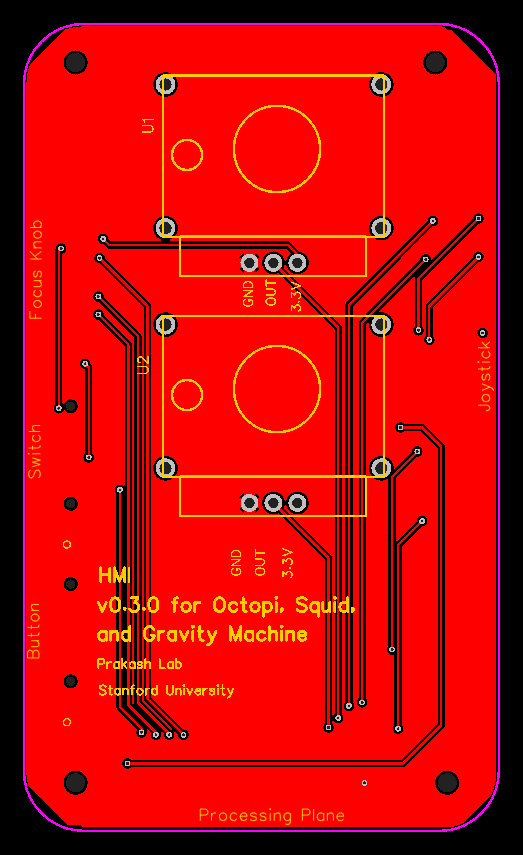 U1
Focus Knob
GND
OUT
3.3V
U2
Joystick
Switch
GND
OUT
3.3V
HMI
v0.3.0 for Octopi, Squid,
and Gravity Machine
Button
Prakash Lab
Stanford University
Processing Plane